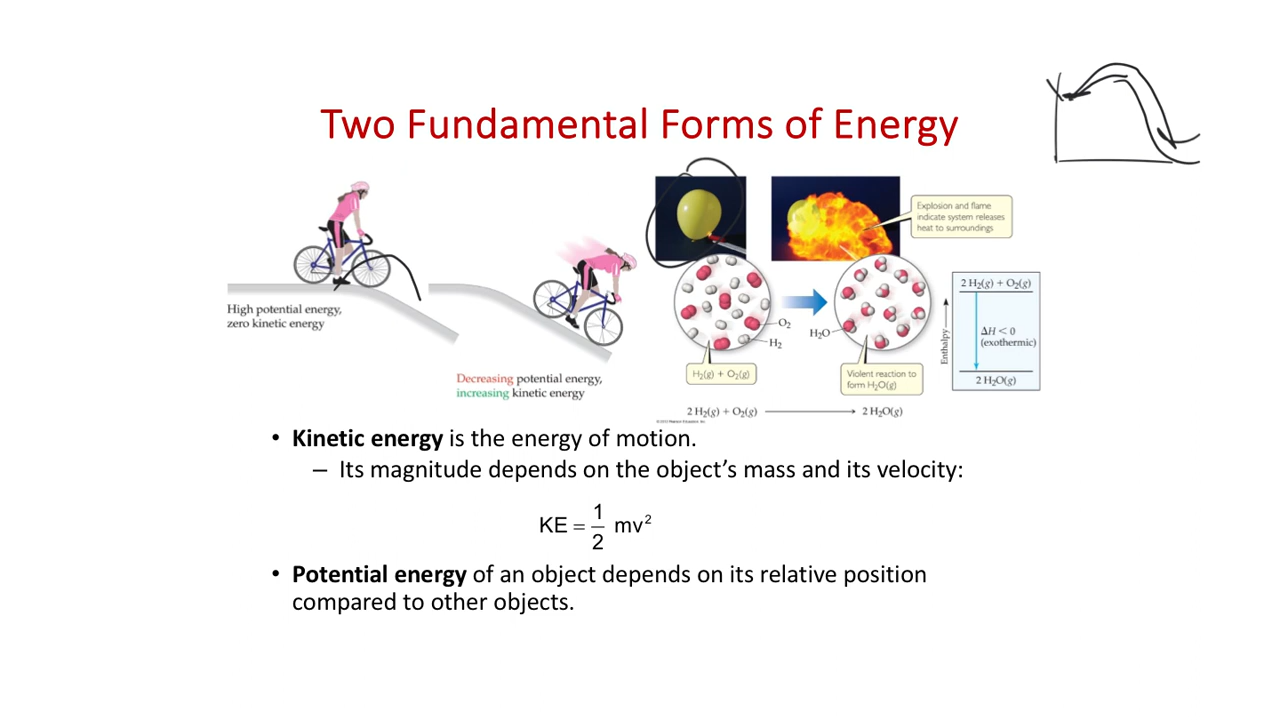 Two Fundamental Forms of Energy
High potential energy,
zero kinetic energy
Decreasing potential energy,
increasing kinetic energy
Explosion and flame
indicate system releases
heat to surroundings
O₂
H₂
H₂O
H₂(g) + O₂(g)
Violent reaction to
form H₂O(g)
2 H₂(g) + O₂(g) → 2 H₂O(g)
Enthalpy
2 H₂(g) + O₂(g)
ΔH < 0
(exothermic)
2 H₂O(g)
© 2012 Pearson Education, Inc.
• Kinetic energy is the energy of motion.
– Its magnitude depends on the object’s mass and its velocity:
KE = 1/2 mv²
• Potential energy of an object depends on its relative position
compared to other objects.